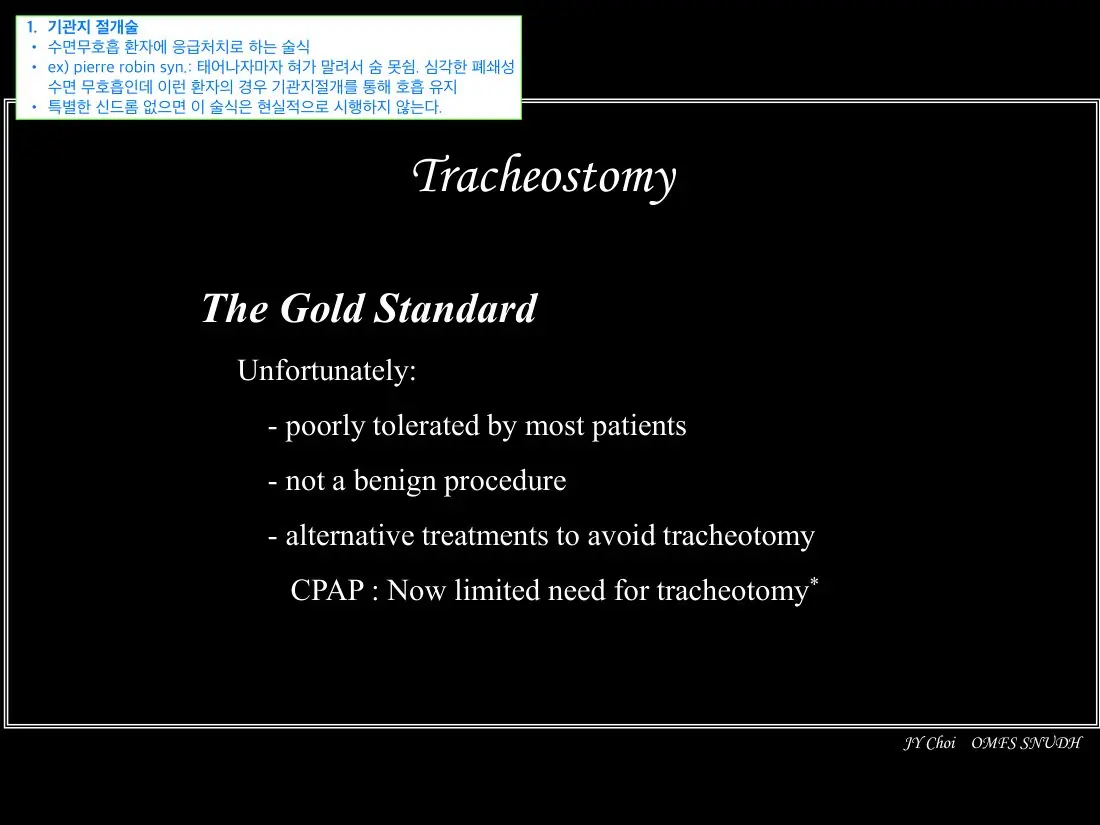 1. 기관지 절개술
• 수면무호흡 환자에 응급처치로 하는 술식
• ex) pierre robin syn.: 태어나자마자 혀가 말려서 숨 못쉼. 심각한 폐쇄성
수면 무호흡인데 이런 환자의 경우 기관지절개를 통해 호흡 유지
• 특별한 신드롬 없으면 이 술식은 현실적으로 시행하지 않는다.
Tracheostomy
The Gold Standard
Unfortunately:
- poorly tolerated by most patients
- not a benign procedure
- alternative treatments to avoid tracheotomy
CPAP : Now limited need for tracheotomy*
JY Choi OMFS SNUDH